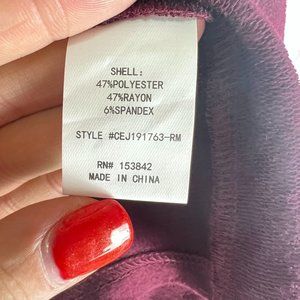 SHELL:
47%POLYESTER
47%RAYON
6%SPANDEX
STYLE #CEJ191763-RM
RN# 153842
MADE IN CHINA